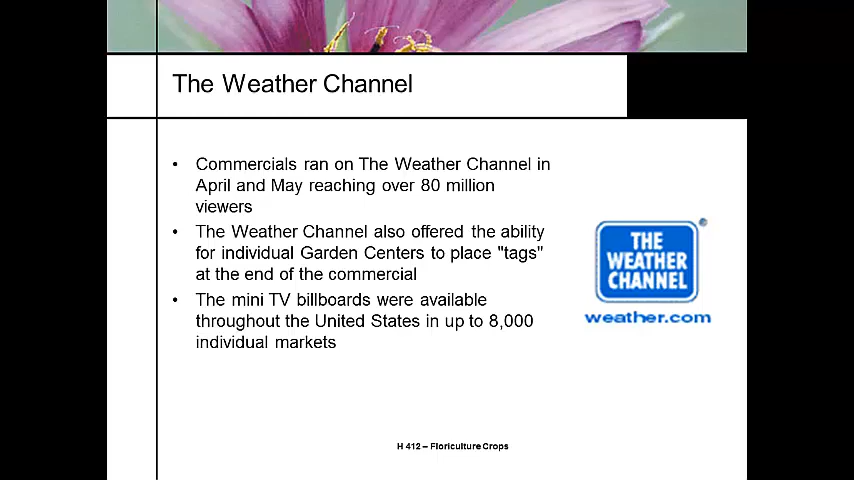 The Weather Channel
• Commercials ran on The Weather Channel in
April and May reaching over 80 million
viewers
• The Weather Channel also offered the ability
for individual Garden Centers to place "tags"
at the end of the commercial
• The mini TV billboards were available
throughout the United States in up to 8,000
individual markets
THE
WEATHER
CHANNEL
®
weather.com
H 412 – Floriculture Crops